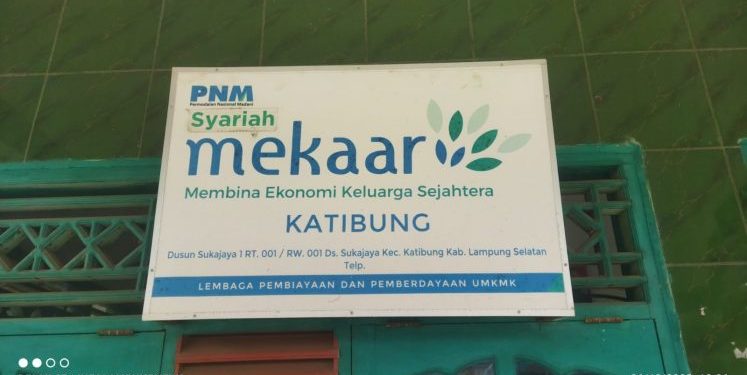 PNM
Permodalan Nasional Madani
Syariah
mekaar
Membina Ekonomi Keluarga Sejahtera
KATIBUNG
Dusun Sukajaya 1 RT. 001 / RW. 001 Ds. Sukajaya Kec. Katibung Kab. Lampung Selatan
Telp.
LEMBAGA PEMBIAYAAN DAN PEMBERDAYAAN UMKMK